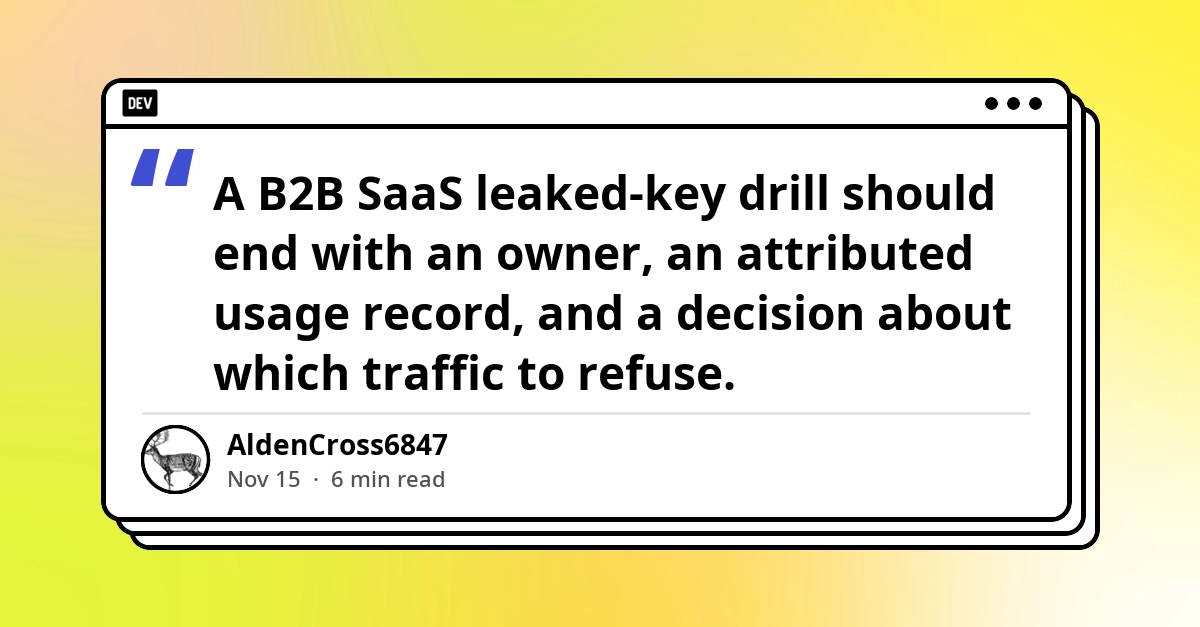 DEV
“ A B2B SaaS leaked-key drill should
end with an owner, an attributed
usage record, and a decision about
which traffic to refuse.
AldenCross6847
Nov 15 · 6 min read